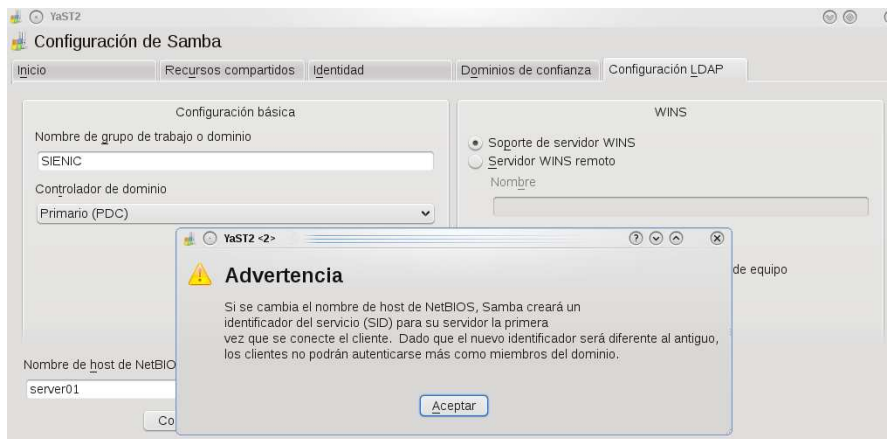 YaST2
Configuración de Samba
Inicio
Recursos compartidos
Identidad
Dominios de confianza
Configuración LDAP
Configuración básica
Nombre de grupo de trabajo o dominio
SIENIC
Controlador de dominio
Primario (PDC)
WINS
Soporte de servidor WINS
Servidor WINS remoto
Nombre
de equipo
YaST2 <2>
Advertencia
Si se cambia el nombre de host de NetBIOS, Samba creará un
identificador del servicio (SID) para su servidor la primera
vez que se conecte el cliente. Dado que el nuevo identificador será diferente al antiguo,
los clientes no podrán autenticarse más como miembros del dominio.
Aceptar
Nombre de host de NetBIO
server01
Co